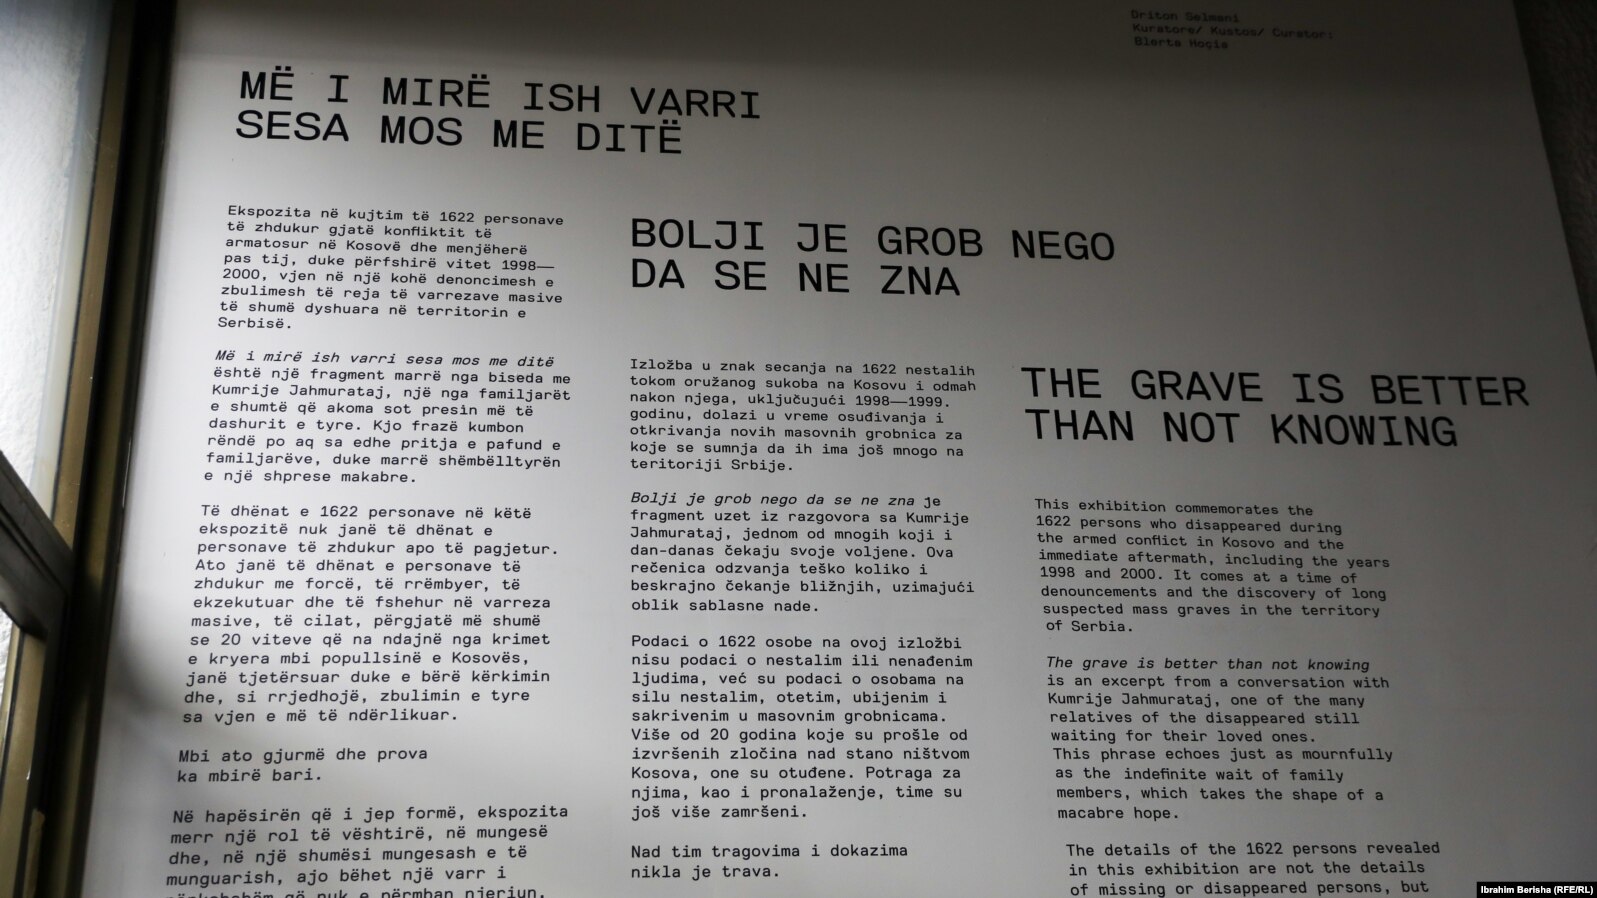 Driton Selmani
Kuratore/ Kustos/ Curator:
Blerta Hoçia
MË I MIRË ISH VARRI
SESA MOS ME DITË
Ekspozita në kujtim të 1622 personave
të zhdukur gjatë konfliktit të
armatosur në Kosovë dhe menjëherë
pas tij, duke përfshirë vitet 1998—
2000, vjen në një kohë denoncimesh e
zbulimesh të reja të varrezave masive
të shumë dyshuara në territorin e
Serbisë.
Më i mirë ish varri sesa mos me ditë
është një fragment marrë nga biseda me
Kumrije Jahmurataj, një nga familjarët
e shumtë që akoma sot presin më të
dashurit e tyre. Kjo frazë kumbon
rëndë po aq sa edhe pritja e pafund e
familjarëve, duke marrë shëmbëlltyrën
e një shprese makabre.
Të dhënat e 1622 personave në këtë
ekspozitë nuk janë të dhënat e
personave të zhdukur apo të pagjetur.
Ato janë të dhënat e personave të
zhdukur me forcë, të rrëmbyer, të
ekzekutuar dhe të fshehur në varreza
masive, të cilat, përgjatë më shumë
se 20 viteve që na ndajnë nga krimet
e kryera mbi popullsinë e Kosovës,
janë tjetërsuar duke e bërë kërkimin
dhe, si rrjedhojë, zbulimin e tyre
sa vjen e më të ndërlikuar.
Mbi ato gjurmë dhe prova
ka mbirë bari.
Në hapësirën që i jep formë, ekspozita
merr një rol të vështirë, në mungesë
dhe, në një shumësi mungesash e të
munguarish, ajo bëhet një varr i
përkohshëm që nuk e përmban njeriun,
BOLJI JE GROB NEGO
DA SE NE ZNA
Izložba u znak secanja na 1622 nestalih
tokom oružanog sukoba na Kosovu i odmah
nakon njega, uključujući 1998——1999.
godinu, dolazi u vreme osuđivanja i
otkrivanja novih masovnih grobnica za
koje se sumnja da ih ima još mnogo na
teritoriji Srbije.
Bolji je grob nego da se ne zna je
fragment uzet iz razgovora sa Kumrije
Jahmurataj, jednom od mnogih koji i
dan-danas čekaju svoje voljene. Ova
rečenica odzvanja teško koliko i
beskrajno čekanje bližnjih, uzimajući
oblik sablasne nade.
Podaci o 1622 osobe na ovoj izložbi
nisu podaci o nestalim ili nenađenim
ljudima, već su podaci o osobama na
silu nestalim, otetim, ubijenim i
sakrivenim u masovnim grobnicama.
Više od 20 godina koje su prošle od
izvršenih zločina nad stano ništvom
Kosova, one su otuđene. Potraga za
njima, kao i pronalaženje, time su
još više zamršeni.
Nad tim tragovima i dokazima
nikla je trava.
THE GRAVE IS BETTER
THAN NOT KNOWING
This exhibition commemorates the
1622 persons who disappeared during
the armed conflict in Kosovo and the
immediate aftermath, including the years
1998 and 2000. It comes at a time of
denouncements and the discovery of long
suspected mass graves in the territory
of Serbia.
The grave is better than not knowing
is an excerpt from a conversation with
Kumrije Jahmurataj, one of the many
relatives of the disappeared still
waiting for their loved ones.
This phrase echoes just as mournfully
as the indefinite wait of family
members, which takes the shape of a
macabre hope.
The details of the 1622 persons revealed
in this exhibition are not the details
of missing or disappeared persons, but
Ibrahim Berisha (RFE/RL)